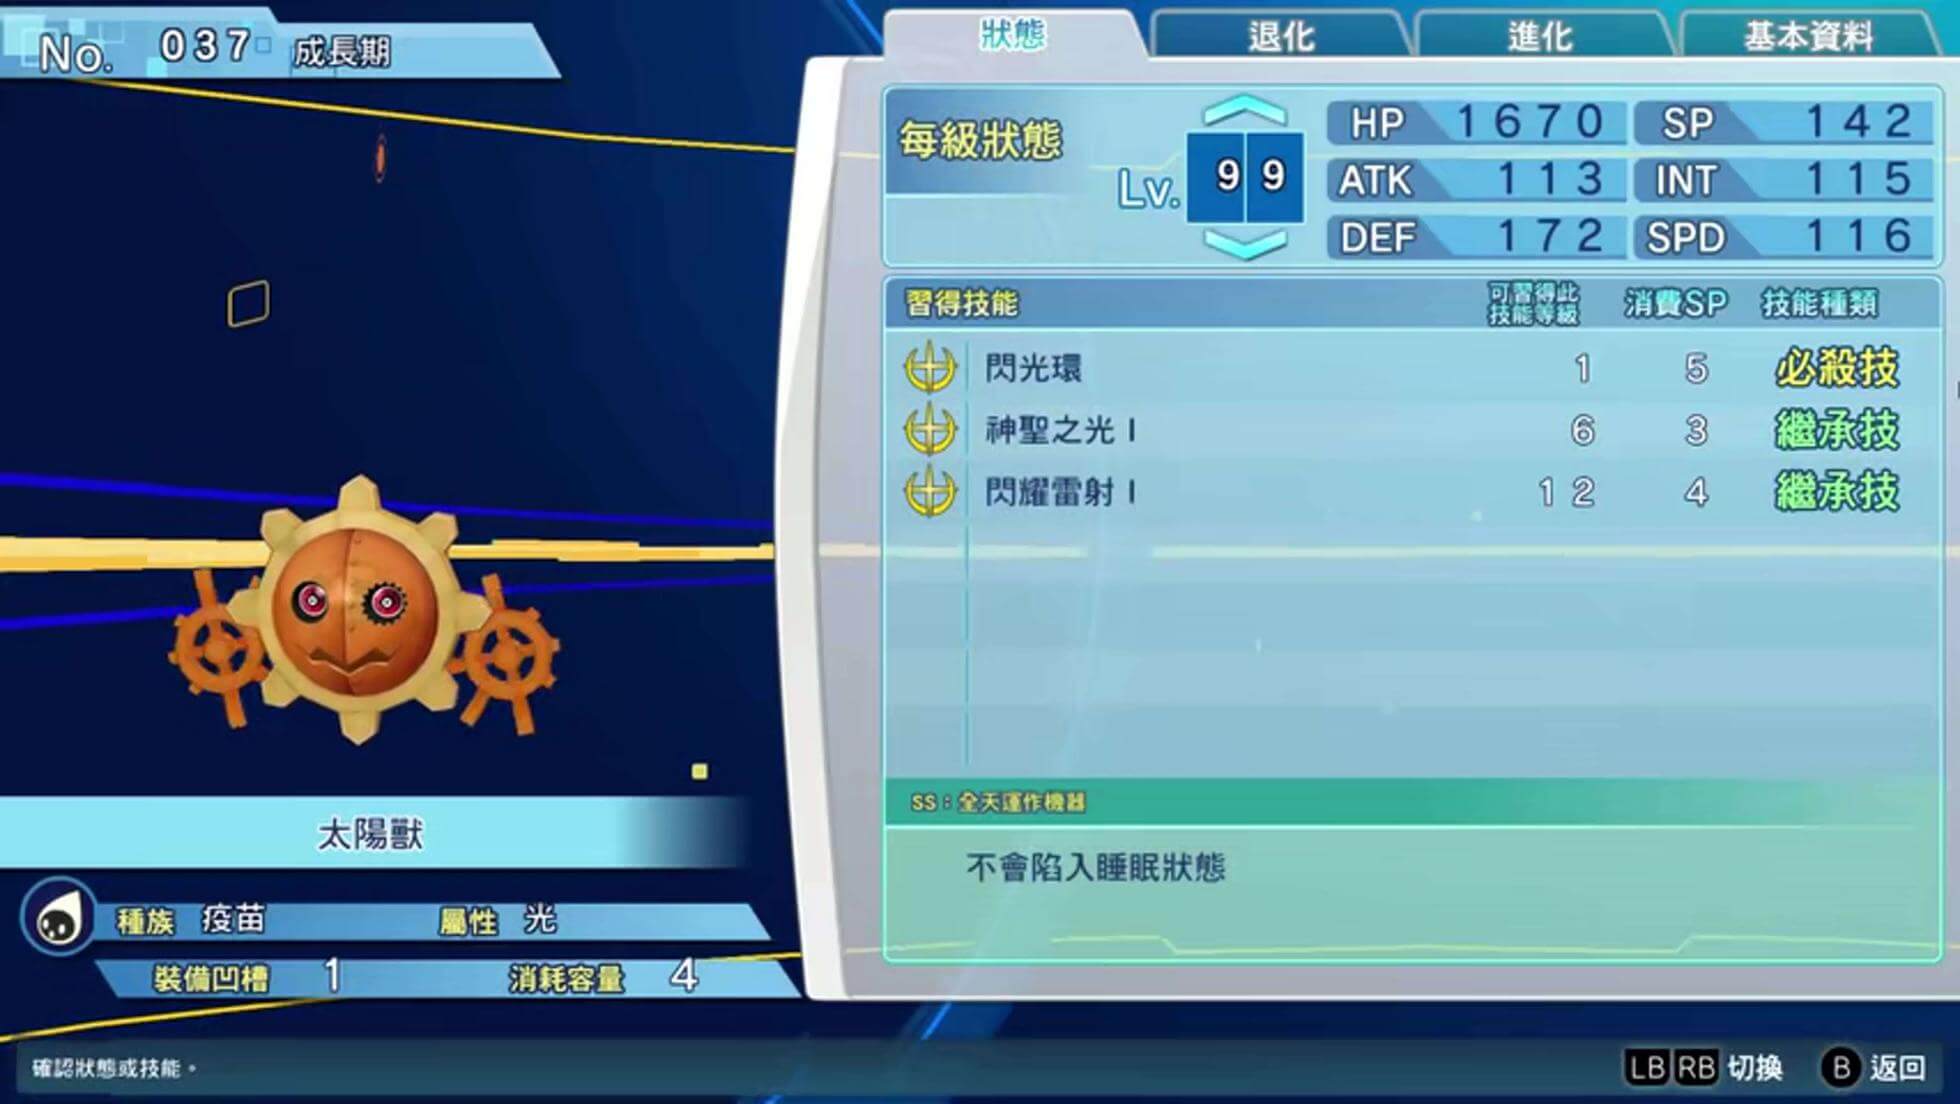 No. 037 成長期
狀態
退化
進化
基本資料
每級狀態
Lv. 99
HP 1670
SP 142
ATK 113
INT 115
DEF 172
SPD 116
習得技能 可習得此技能等級 消費SP 技能種類
閃光環 1 5 必殺技
神聖之光 I 6 3 繼承技
閃耀雷射 I 12 4 繼承技
SS：全天運作機器
不會陷入睡眠狀態
太陽獸
種族 疫苗 屬性 光
裝備凹槽 1 消耗容量 4
確認狀態或技能。
LB RB 切換 B 返回